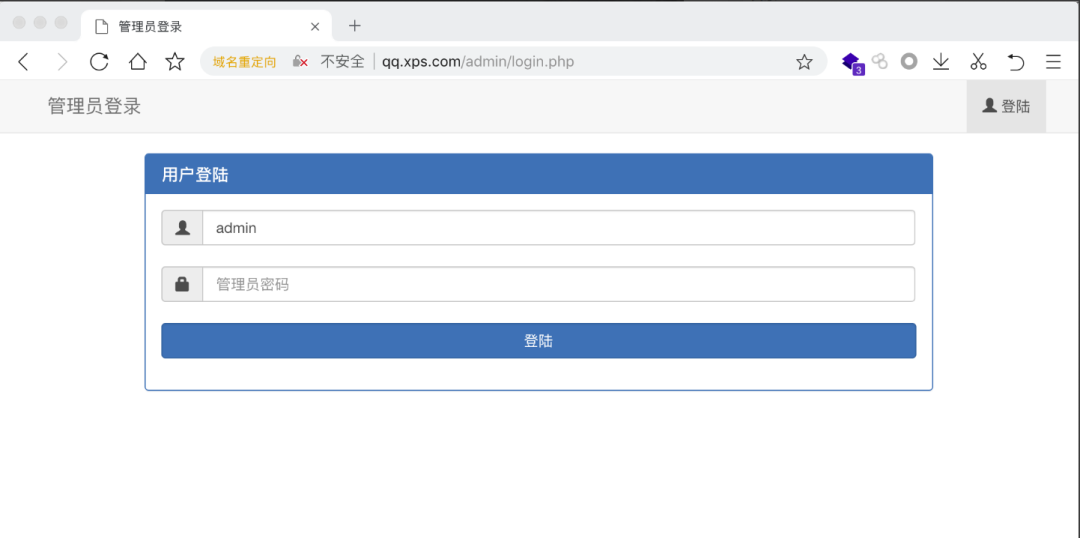 管理员登录
域名重定向 不安全 qq.xps.com/admin/login.php
3
管理员登录
登陆
用户登陆
admin
管理员密码
登陆